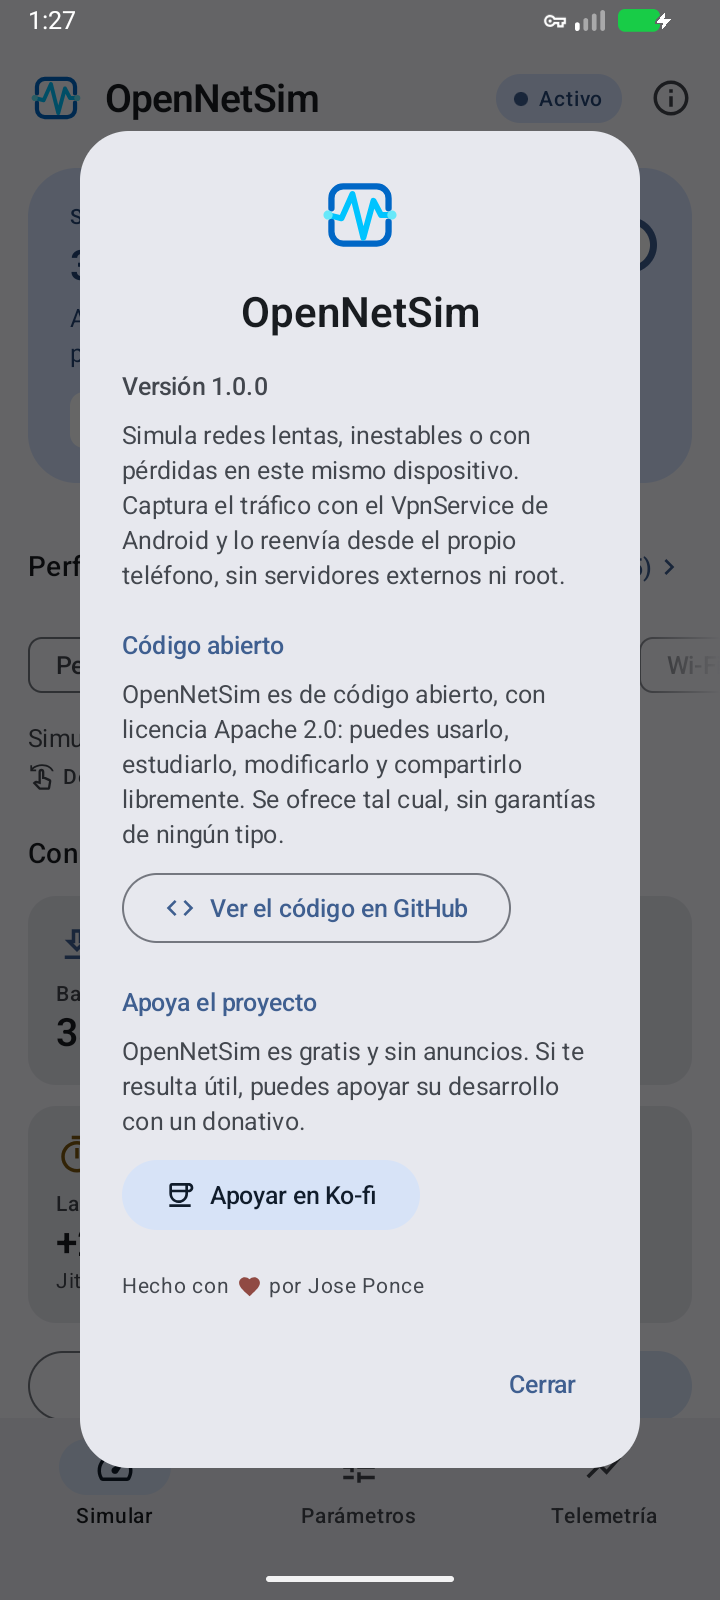 1:27
OpenNetSim
Activo
OpenNetSim
Versión 1.0.0
Simula redes lentas, inestables o con
pérdidas en este mismo dispositivo.
Captura el tráfico con el VpnService de
Android y lo reenvía desde el propio
teléfono, sin servidores externos ni root.
Código abierto
OpenNetSim es de código abierto, con
licencia Apache 2.0: puedes usarlo,
estudiarlo, modificarlo y compartirlo
libremente. Se ofrece tal cual, sin garantías
de ningún tipo.
Ver el código en GitHub
Apoya el proyecto
OpenNetSim es gratis y sin anuncios. Si te
resulta útil, puedes apoyar su desarrollo
con un donativo.
Apoyar en Ko-fi
Hecho con ❤ por Jose Ponce
Cerrar
Simular
Parámetros
Telemetría